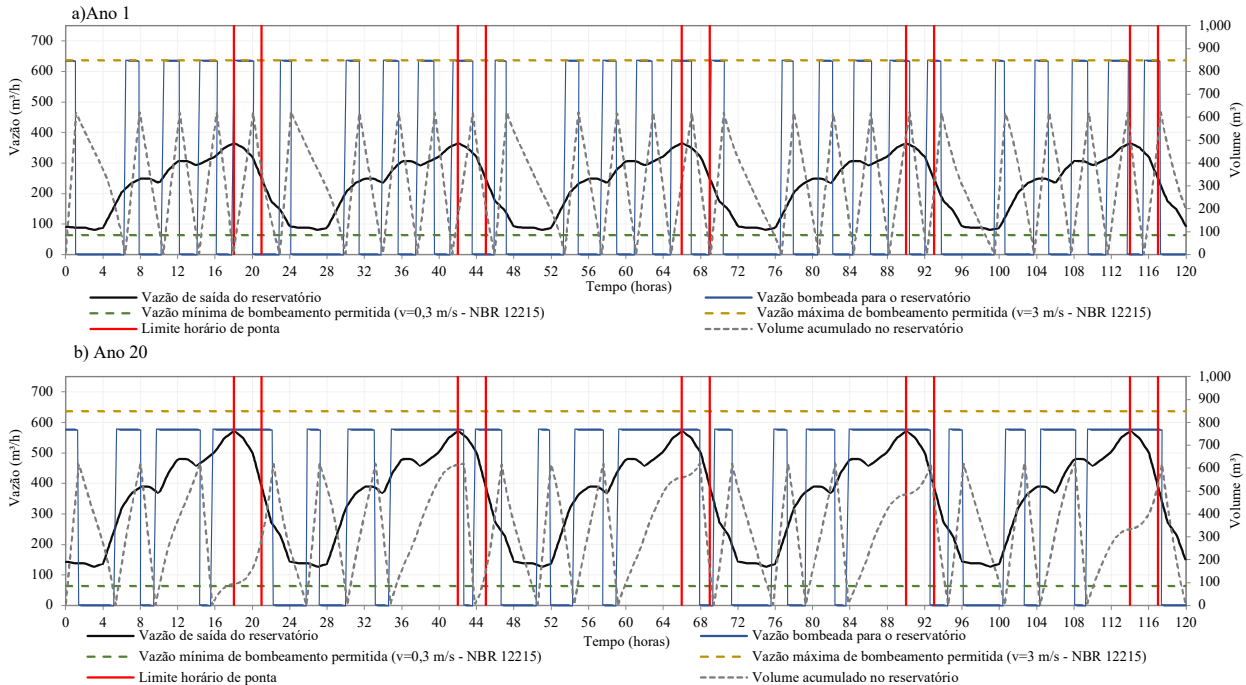 a)Ano 1
Vazão (m³/h)
700
600
500
400
300
200
100
0
1,000
900
800
700
600
500
400
300
200
100
0
Volume (m³)
0 4 8 12 16 20 24 28 32 36 40 44 48 52 56 60 64 68 72 76 80 84 88 92 96 100 104 108 112 116 120
Tempo (horas)
Vazão de saída do reservatório
Vazão bombeada para o reservatório
Vazão mínima de bombeamento permitida (v=0,3 m/s - NBR 12215)
Vazão máxima de bombeamento permitida (v=3 m/s - NBR 12215)
Limite horário de ponta
Volume acumulado no reservatório
b) Ano 20
Vazão (m³/h)
700
600
500
400
300
200
100
0
1,000
900
800
700
600
500
400
300
200
100
0
Volume (m³)
0 4 8 12 16 20 24 28 32 36 40 44 48 52 56 60 64 68 72 76 80 84 88 92 96 100 104 108 112 116 120
Tempo (horas)
Vazão de saída do reservatório
Vazão bombeada para o reservatório
Vazão mínima de bombeamento permitida (v=0,3 m/s - NBR 12215)
Vazão máxima de bombeamento permitida (v=3 m/s - NBR 12215)
Limite horário de ponta
Volume acumulado no reservatório